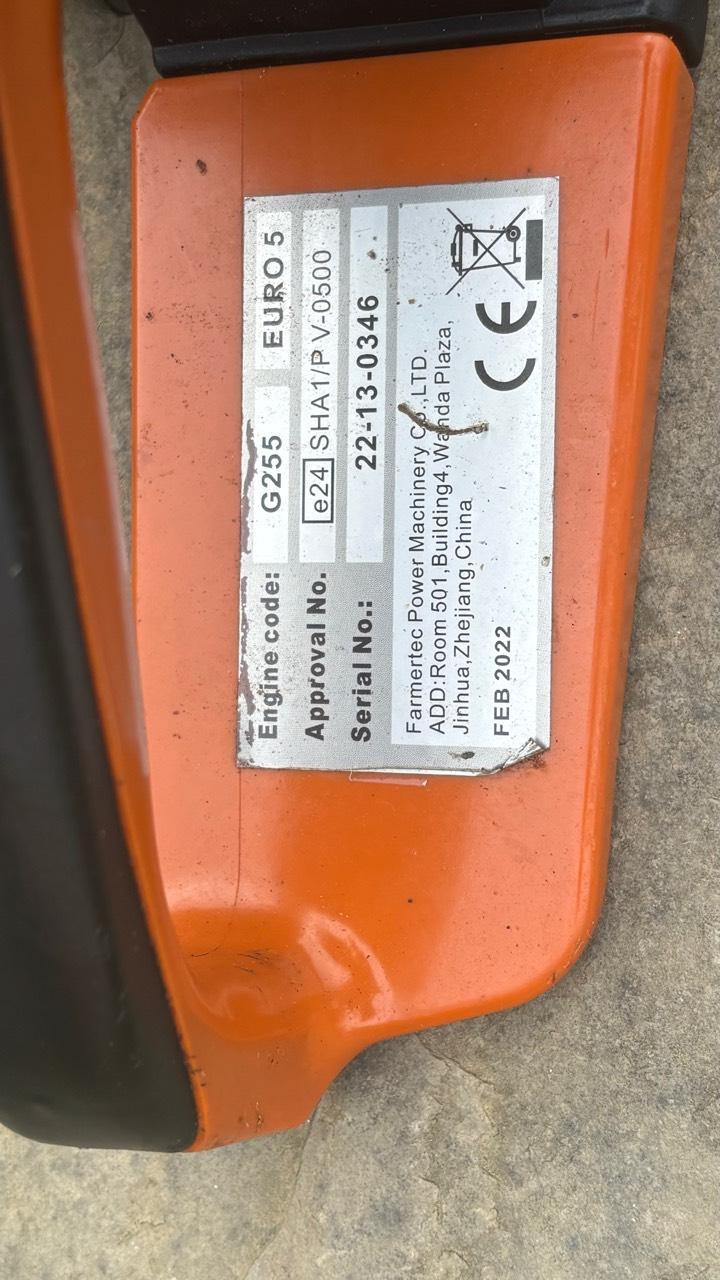 Engine code: G255 EURO 5
Approval No. e24 SHA1/P V-0500
Serial No.: 22-13-0346
Farmertec Power Machinery Co.,LTD.
ADD:Room 501,Building4,Wanda Plaza,
Jinhua,Zhejiang,China
FEB 2022
CE